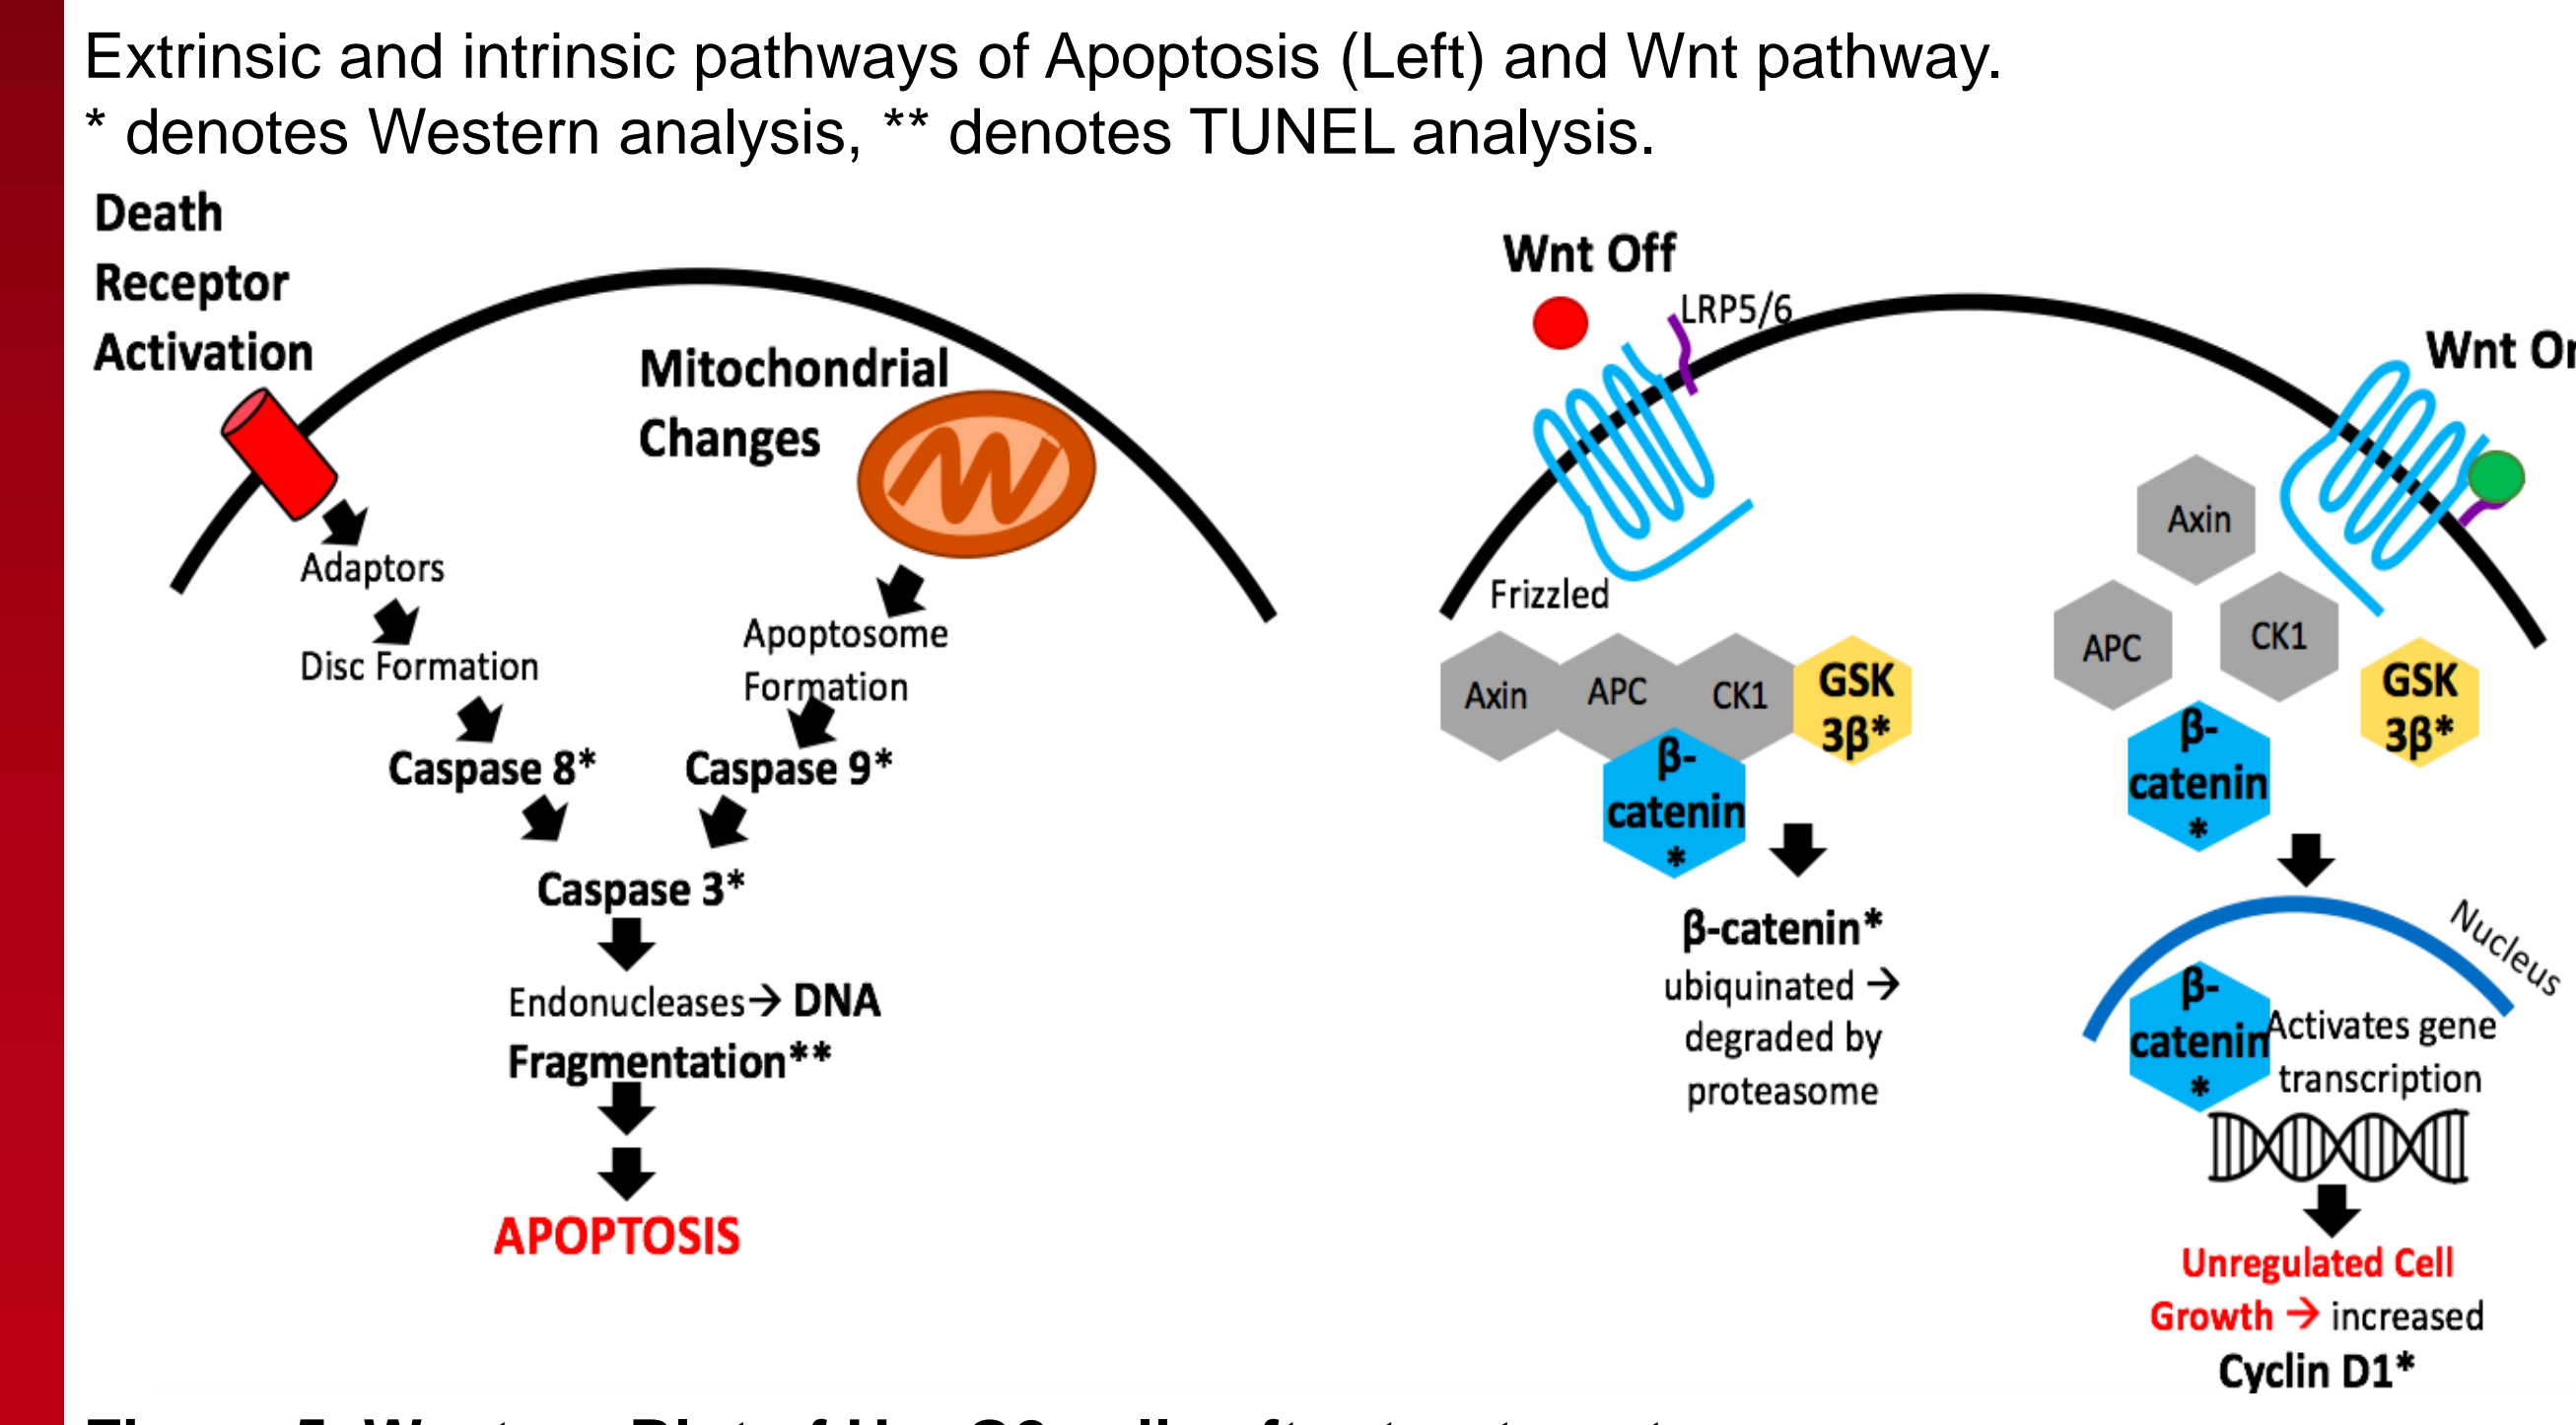 Extrinsic and intrinsic pathways of Apoptosis (Left) and Wnt pathway.
* denotes Western analysis, ** denotes TUNEL analysis.
Death
Receptor
Activation
Mitochondrial
Changes
Adaptors
Disc Formation
Apoptosome
Formation
Caspase 8*
Caspase 9*
Caspase 3*
Endonucleases→ DNA
Fragmentation**
APOPTOSIS
Wnt Off
LRP5/6
Frizzled
Axin
APC
CK1
GSK
3β*
β-
catenin
*
β-catenin*
ubiquinated →
degraded by
proteasome
Wnt
Axin
APC
CK1
GSK
3β*
β-
catenin
*
Nucleus
β-
catenin
*
Activates gene
transcription
Unregulated Cell
Growth → increased
Cyclin D1*